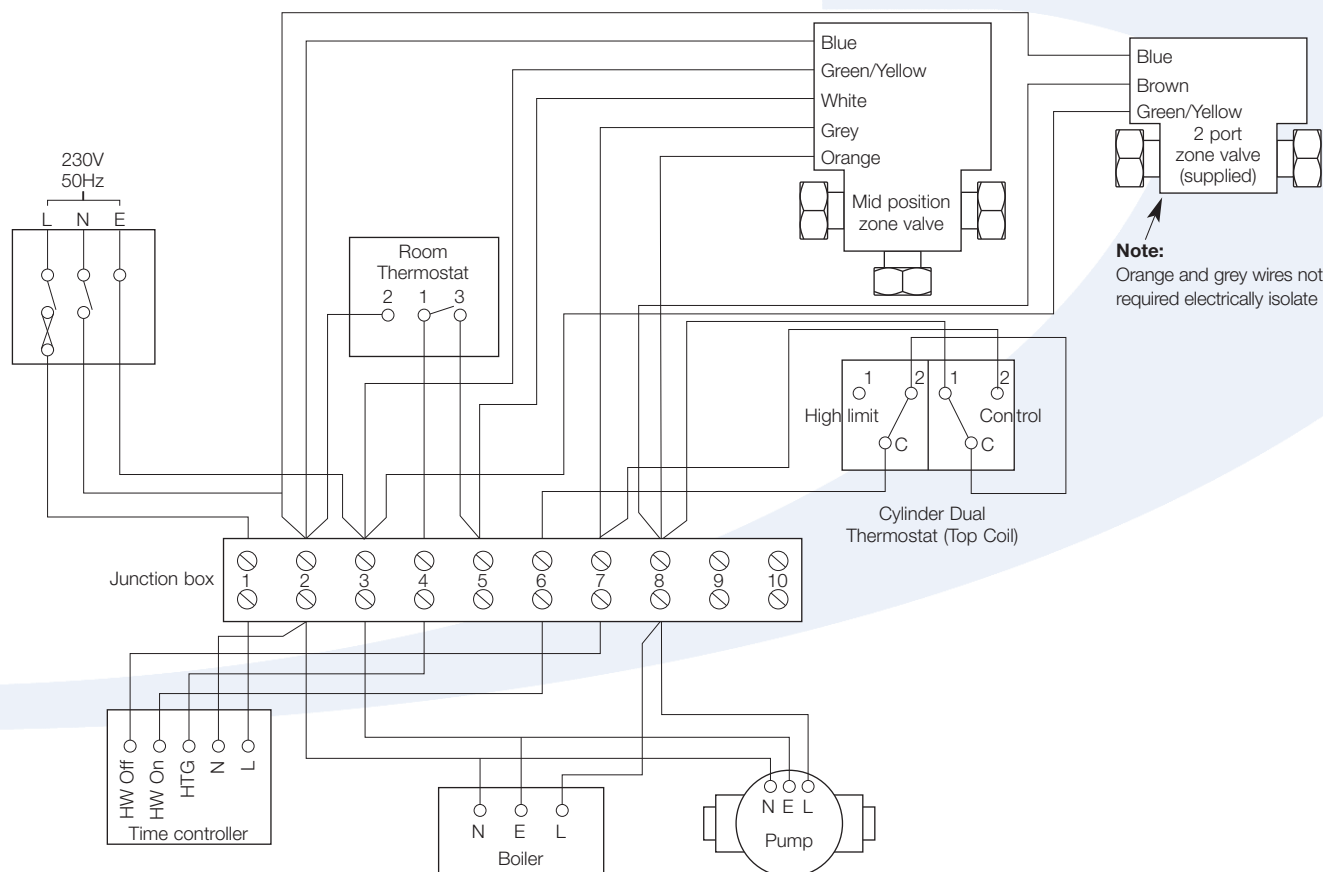 230V
50Hz
L N E
Room
Thermostat
2 1 3
Blue
Green/Yellow
White
Grey
Orange
Mid position
zone valve
Blue
Brown
Green/Yellow
2 port
zone valve
(supplied)
Note:
Orange and grey wires not
required electrically isolate
1 2 1 2
High limit Control
C C
Cylinder Dual
Thermostat (Top Coil)
Junction box
1 2 3 4 5 6 7 8 9 10
HW Off
HW On
HTG
N
L
Time controller
N E L
Boiler
N E L
Pump